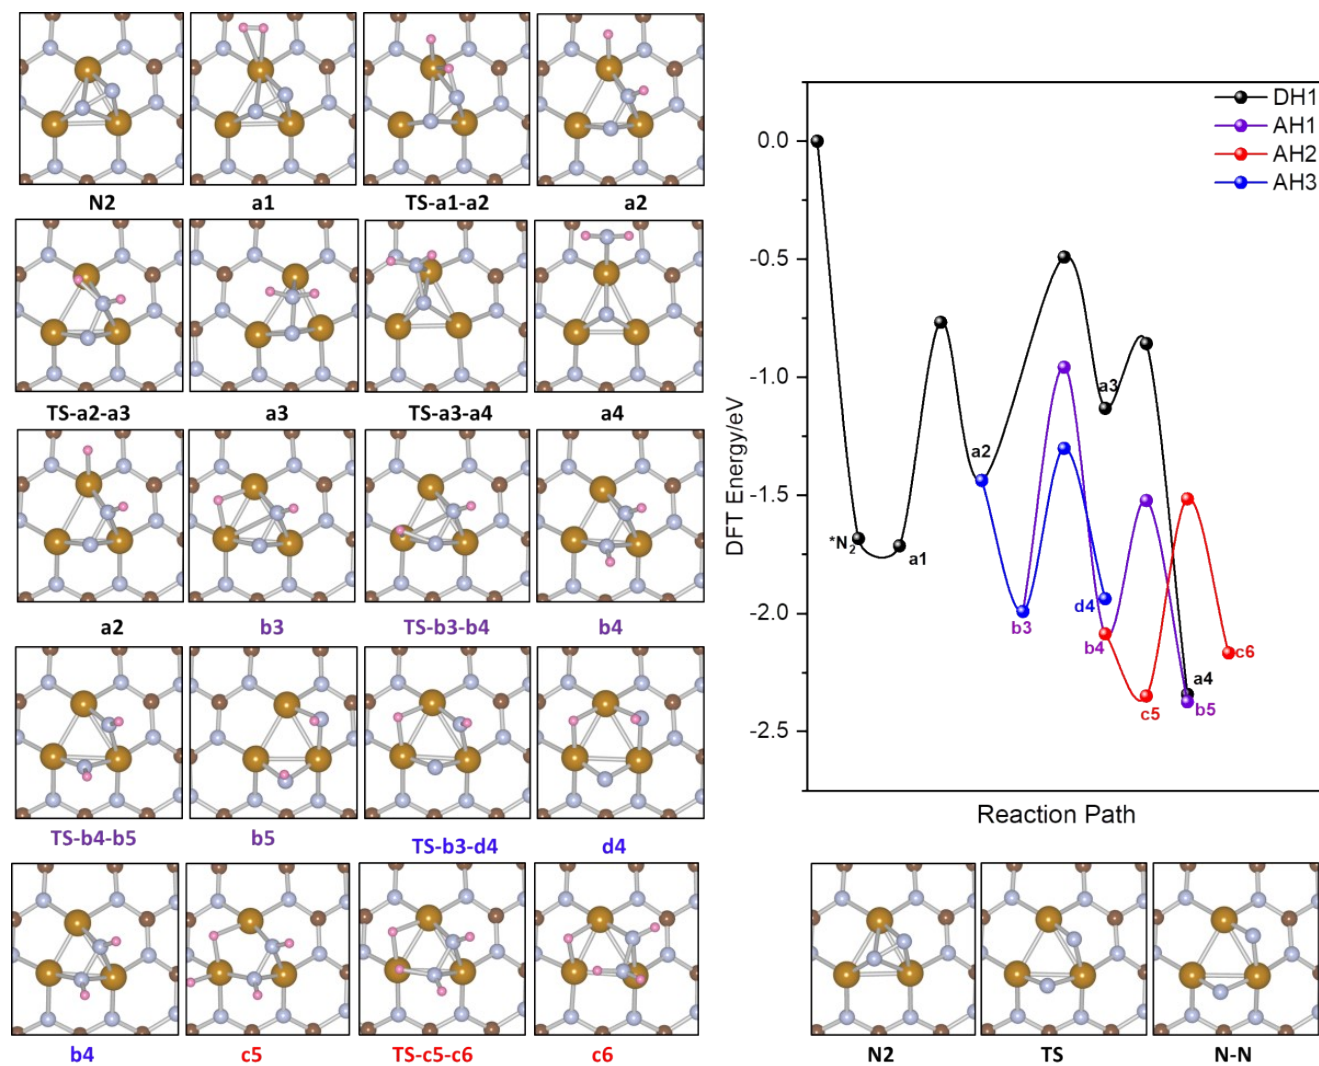 N2 a1 TS-a1-a2 a2
TS-a2-a3 a3 TS-a3-a4 a4
a2 b3 TS-b3-b4 b4
TS-b4-b5 b5 TS-b3-d4 d4
b4 c5 TS-c5-c6 c6
DH1
AH1
AH2
AH3
0.0
-0.5
-1.0
-1.5
-2.0
-2.5
DFT Energy/eV
*N₂
a1
a2
a3
b3
d4
b4
c5
a4
b5
c6
Reaction Path
N2 TS N-N